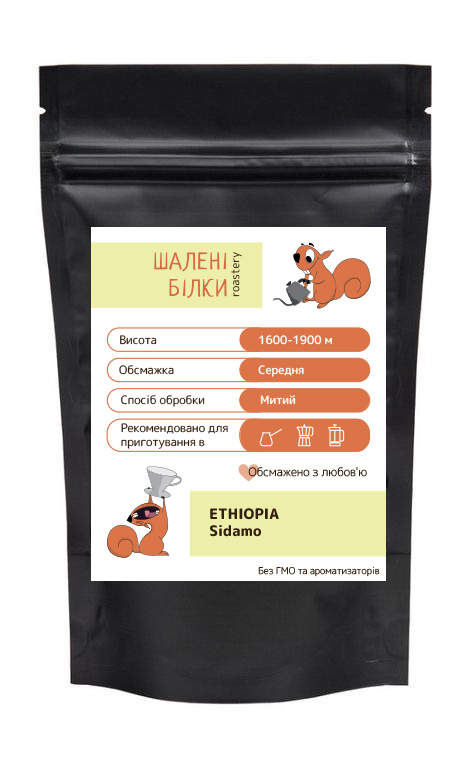 ШАЛЕНІ
БІЛКИ
roastery
Висота
1600-1900 м
Обсмажка
Середня
Спосіб обробки
Митий
Рекомендовано для
приготування в
Обсмажено з любов'ю
ЕТНІОРІА
Sidamo
Без ГМО та ароматизаторів